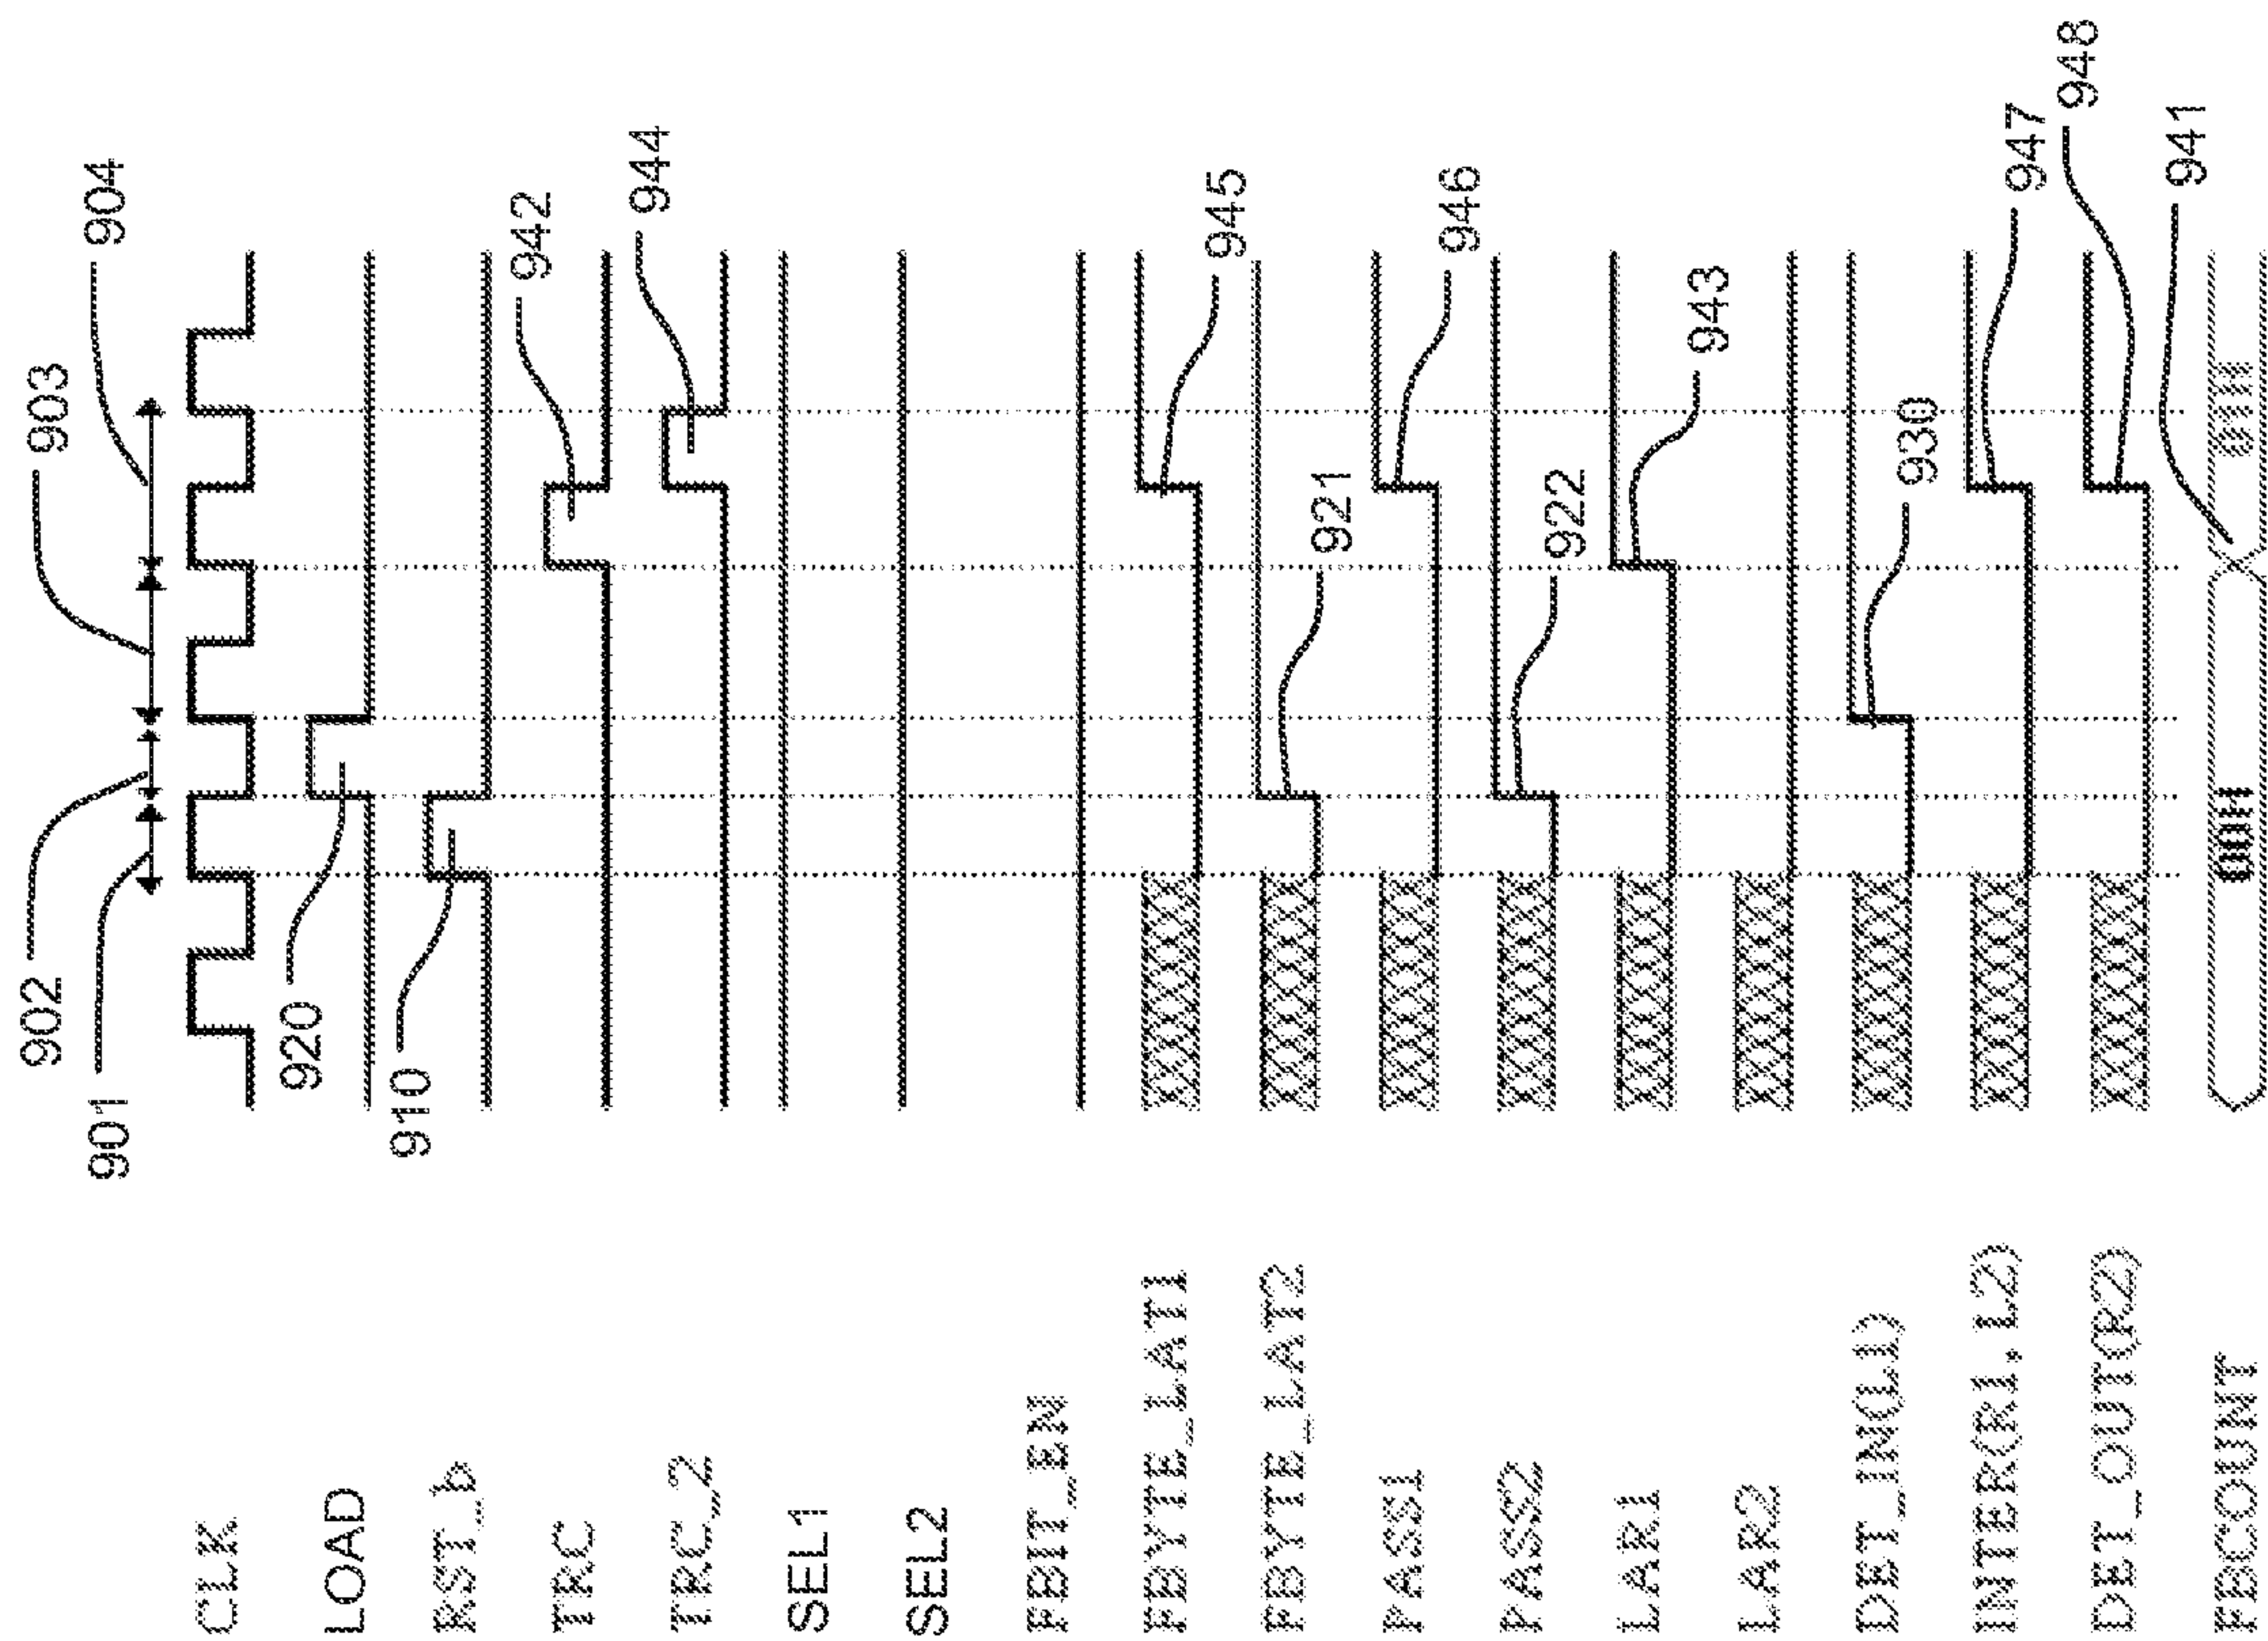 901
902
903
904
CLK
LOAD
920
RST_b
910
TRC
942
TRC_2
944
SEL1
SEL2
FBIT_EN
FBYTE_LAT1
945
FBYTE_LAT2
921
PASS1
946
PASS2
922
LAR1
943
LAR2
DET_IN(L1)
930
INTER(R1,L2)
947
DET_OUT(R2)
948
FBCOUNT
00H
941